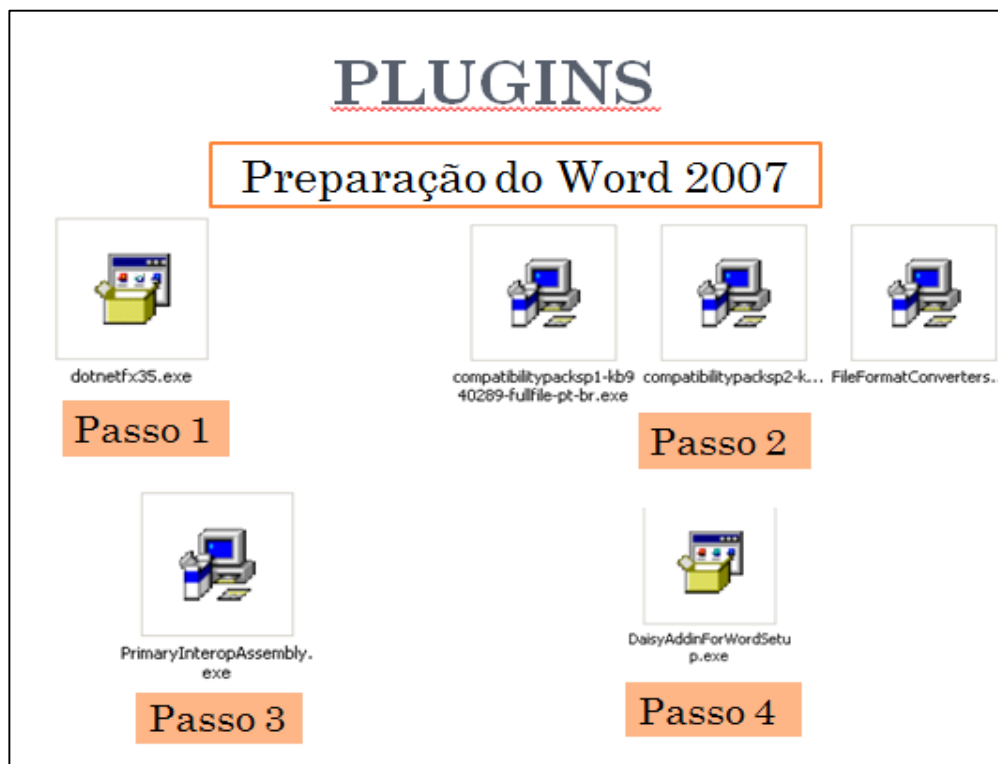 PLUGINS
Preparação do Word 2007
dotnetfx35.exe
Passo 1
compatibilitypacksp1-kb9
40289-fullfile-pt-br.exe
compatibilitypacksp2-k...
FileFormatConverters..
Passo 2
PrimaryInteropAssembly.
exe
Passo 3
DaisyAddinForWordSetu
p.exe
Passo 4